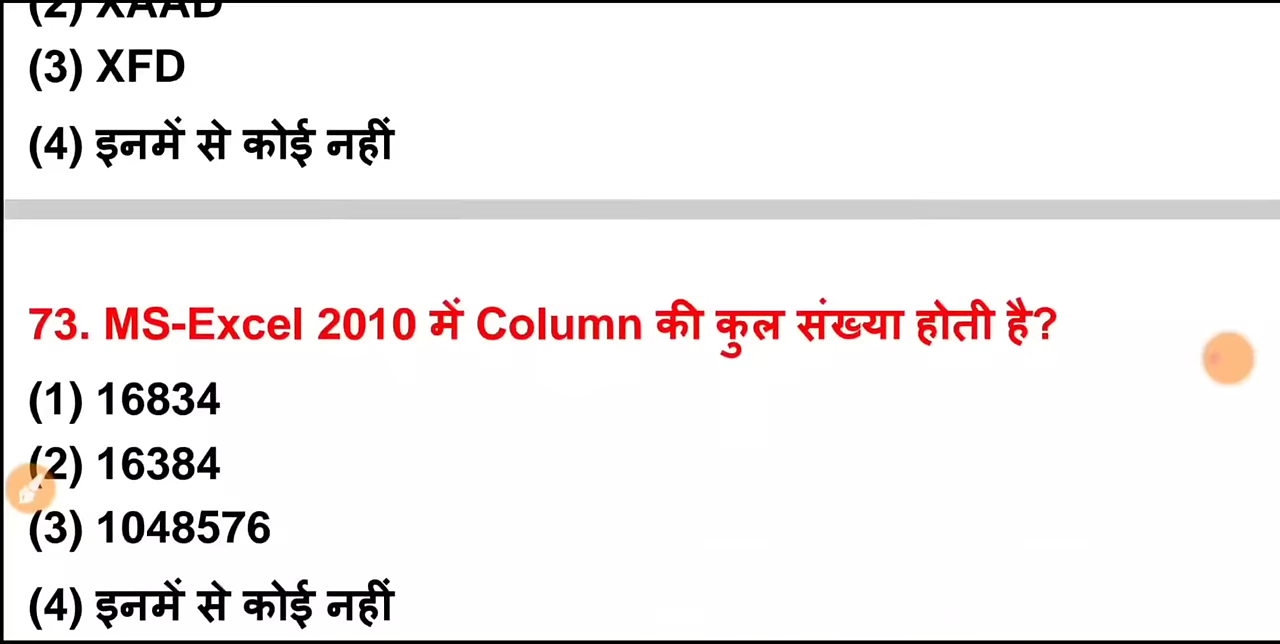 (3) XFD
(4) इनमें से कोई नहीं
73. MS-Excel 2010 में Column की कुल संख्या होती है?
(1) 16834
(2) 16384
(3) 1048576
(4) इनमें से कोई नहीं